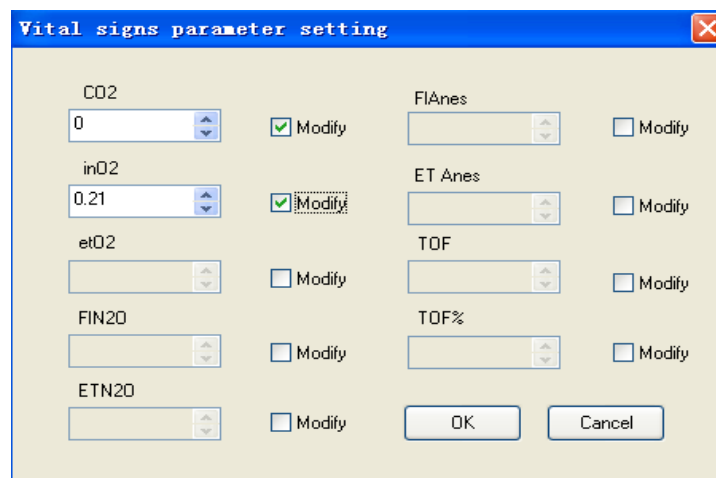 Vital signs parameter setting
CO2
0
Modify
inO2
0.21
Modify
etO2
Modify
FIN2O
Modify
ETN2O
Modify
FIAnes
Modify
ET Anes
Modify
TOF
Modify
TOF%
Modify
OK
Cancel